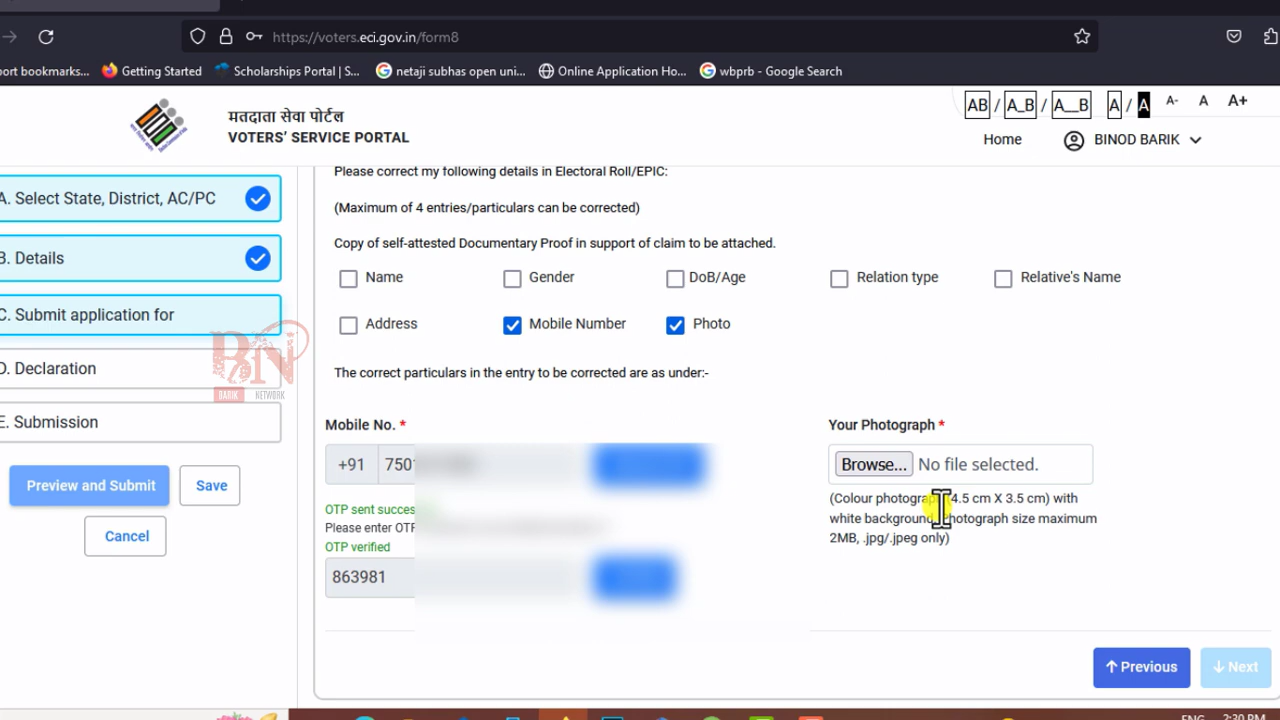 https://voters.eci.gov.in/form8
ort bookmarks...
Getting Started
Scholarships Portal | S...
netaji subhas open uni...
Online Application Ho...
wbprb - Google Search
मतदाता सेवा पोर्टल
VOTERS' SERVICE PORTAL
AB / A_B / A__B A / A A- A A+
Home
BINOD BARIK
A. Select State, District, AC/PC
B. Details
C. Submit application for
D. Declaration
E. Submission
Preview and Submit
Save
Cancel
BN
BARIK NETWORK
Please correct my following details in Electoral Roll/EPIC:
(Maximum of 4 entries/particulars can be corrected)
Copy of self-attested Documentary Proof in support of claim to be attached.
Name Gender DoB/Age Relation type Relative's Name
Address Mobile Number Photo
The correct particulars in the entry to be corrected are as under:-
Mobile No. *
+91 750
OTP sent succes
Please enter OTP
OTP verified
863981
Your Photograph *
Browse... No file selected.
(Colour photograph (4.5 cm X 3.5 cm) with
white background. Photograph size maximum
2MB, .jpg/.jpeg only)
Previous
Next
ENG 2:30 PM